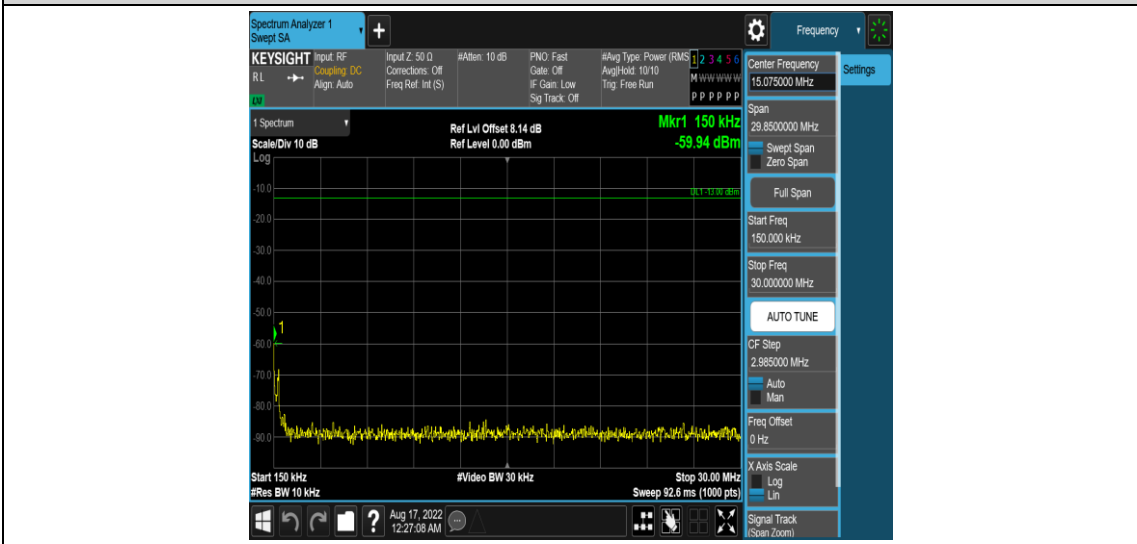 Spectrum Analyzer 1
Swept SA
+
Frequency
KEYSIGHT
RL
LXI
Input: RF
Coupling: DC
Align: Auto
Input Z: 50 Ω
Corrections: Off
Freq Ref: Int (S)
#Atten: 10 dB
PNO: Fast
Gate: Off
IF Gain: Low
Sig Track: Off
#Avg Type: Power (RMS
Avg|Hold: 10/10
Trig: Free Run
1 2 3 4 5 6
M W W W W W
P P P P P P
1 Spectrum
Scale/Div 10 dB
Log
Ref Lvl Offset 8.14 dB
Ref Level 0.00 dBm
Mkr1 150 kHz
-59.94 dBm
DL1 -13.00 dBm
-10.0
-20.0
-30.0
-40.0
-50.0
1
-60.0
-70.0
-80.0
-90.0
Start 150 kHz
#Res BW 10 kHz
#Video BW 30 kHz
Stop 30.00 MHz
Sweep 92.6 ms (1000 pts)
?
Aug 17, 2022
12:27:08 AM
Center Frequency
15.075000 MHz
Settings
Span
29.8500000 MHz
Swept Span
Zero Span
Full Span
Start Freq
150.000 kHz
Stop Freq
30.000000 MHz
AUTO TUNE
CF Step
2.985000 MHz
Auto
Man
Freq Offset
0 Hz
X Axis Scale
Log
Lin
Signal Track
(Span Zoom)